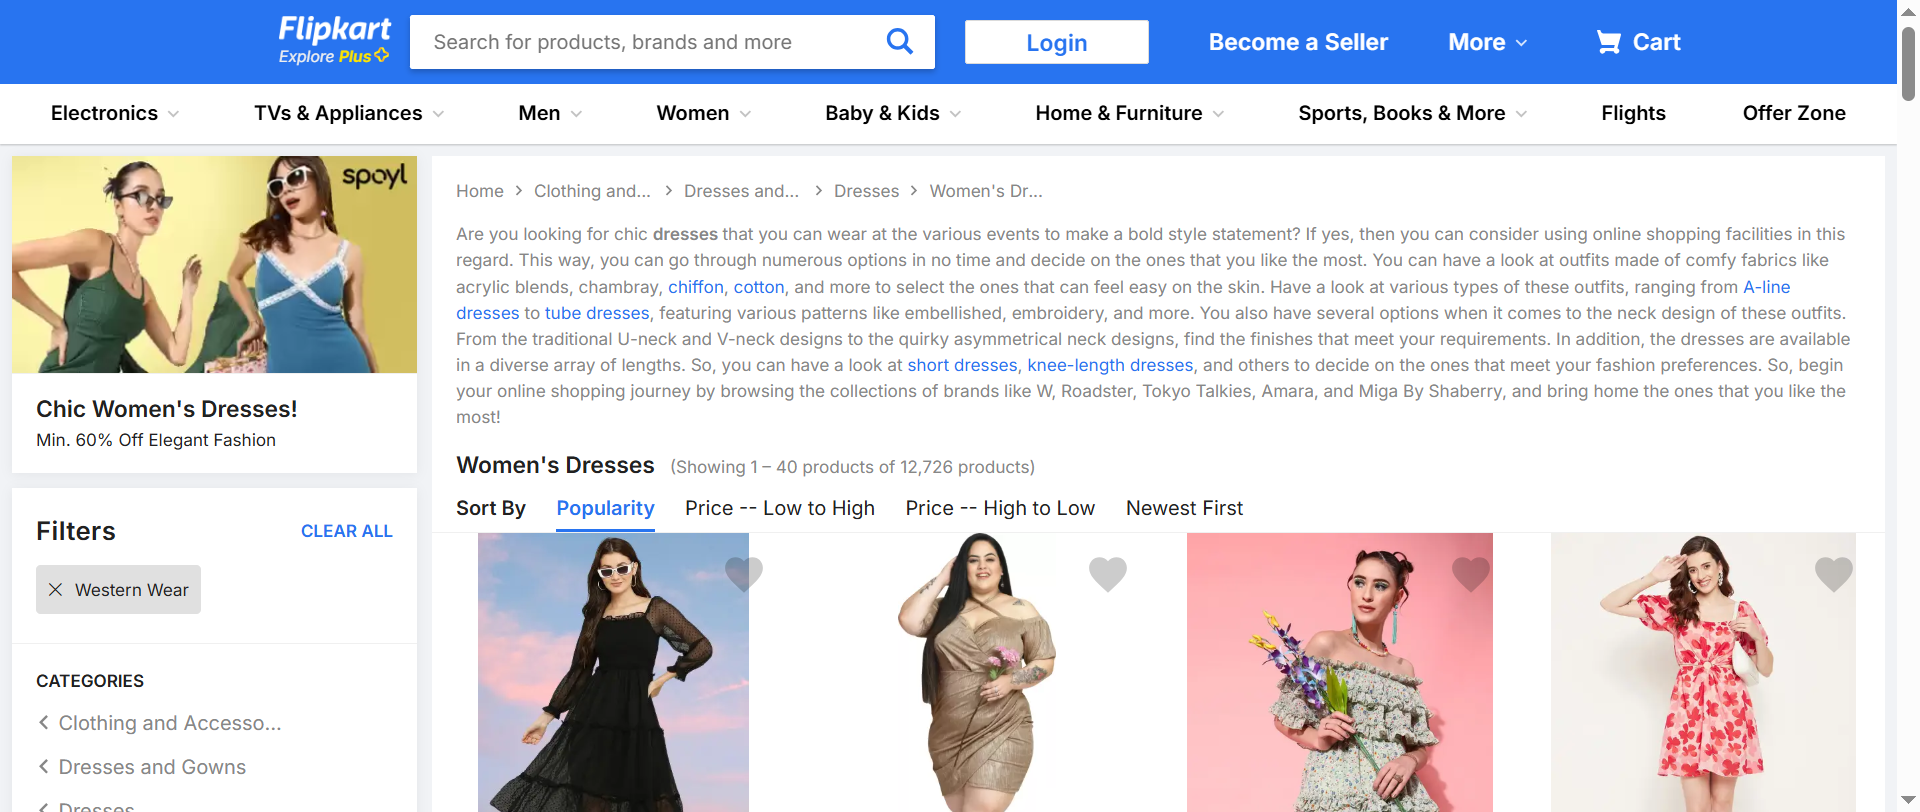 Flipkart
Explore Plus
Search for products, brands and more
Login
Become a Seller
More
Cart
Electronics
TVs & Appliances
Men
Women
Baby & Kids
Home & Furniture
Sports, Books & More
Flights
Offer Zone
spoyl
Chic Women's Dresses!
Min. 60% Off Elegant Fashion
Filters
CLEAR ALL
Western Wear
CATEGORIES
Clothing and Accesso...
Dresses and Gowns
Dresses
Home > Clothing and... > Dresses and... > Dresses > Women's Dr...
Are you looking for chic dresses that you can wear at the various events to make a bold style statement? If yes, then you can consider using online shopping facilities in this
regard. This way, you can go through numerous options in no time and decide on the ones that you like the most. You can have a look at outfits made of comfy fabrics like
acrylic blends, chambray, chiffon, cotton, and more to select the ones that can feel easy on the skin. Have a look at various types of these outfits, ranging from A-line
dresses to tube dresses, featuring various patterns like embellished, embroidery, and more. You also have several options when it comes to the neck design of these outfits.
From the traditional U-neck and V-neck designs to the quirky asymmetrical neck designs, find the finishes that meet your requirements. In addition, the dresses are available
in a diverse array of lengths. So, you can have a look at short dresses, knee-length dresses, and others to decide on the ones that meet your fashion preferences. So, begin
your online shopping journey by browsing the collections of brands like W, Roadster, Tokyo Talkies, Amara, and Miga By Shaberry, and bring home the ones that you like the
most!
Women's Dresses (Showing 1 – 40 products of 12,726 products)
Sort By
Popularity
Price -- Low to High
Price -- High to Low
Newest First